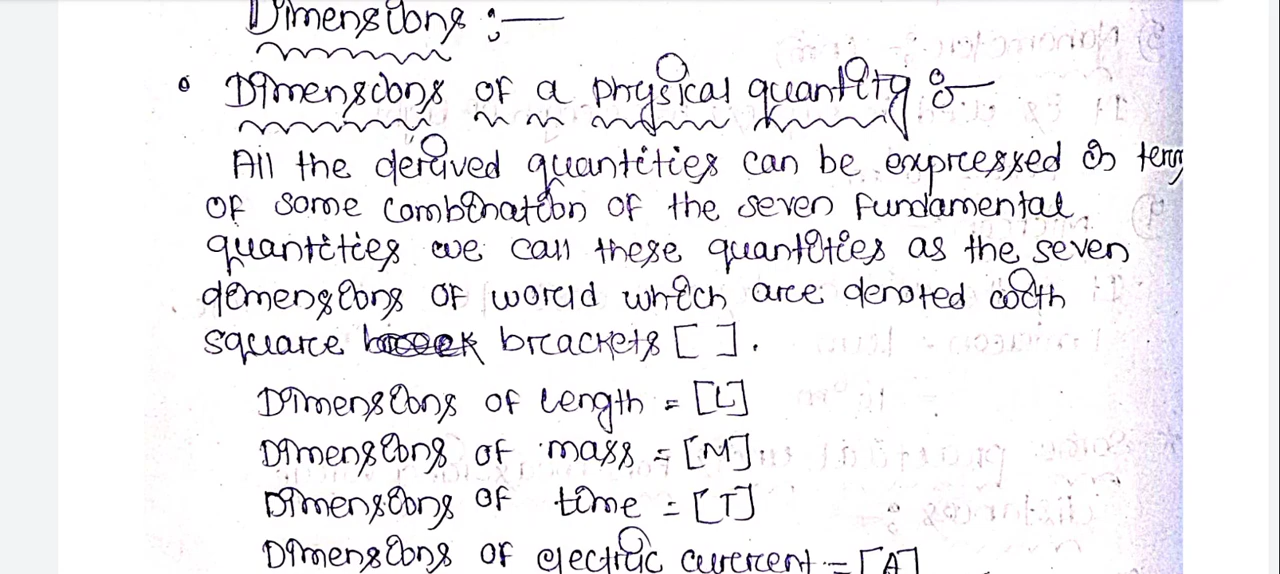 Dimensions :—
Dimensions of a physical quantity :—
All the derived quantities can be expressed in term
of some combination of the seven fundamental
quantities we call these quantities as the seven
dimensions of world which are denoted with
square brackets [ ].
Dimensions of length = [L]
Dimensions of mass = [M].
Dimensions of time = [T]
Dimensions of electric current = [A]